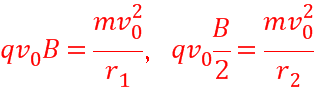 qv₀B = mv₀²/r₁, qv₀ B/2 = mv₀²/r₂